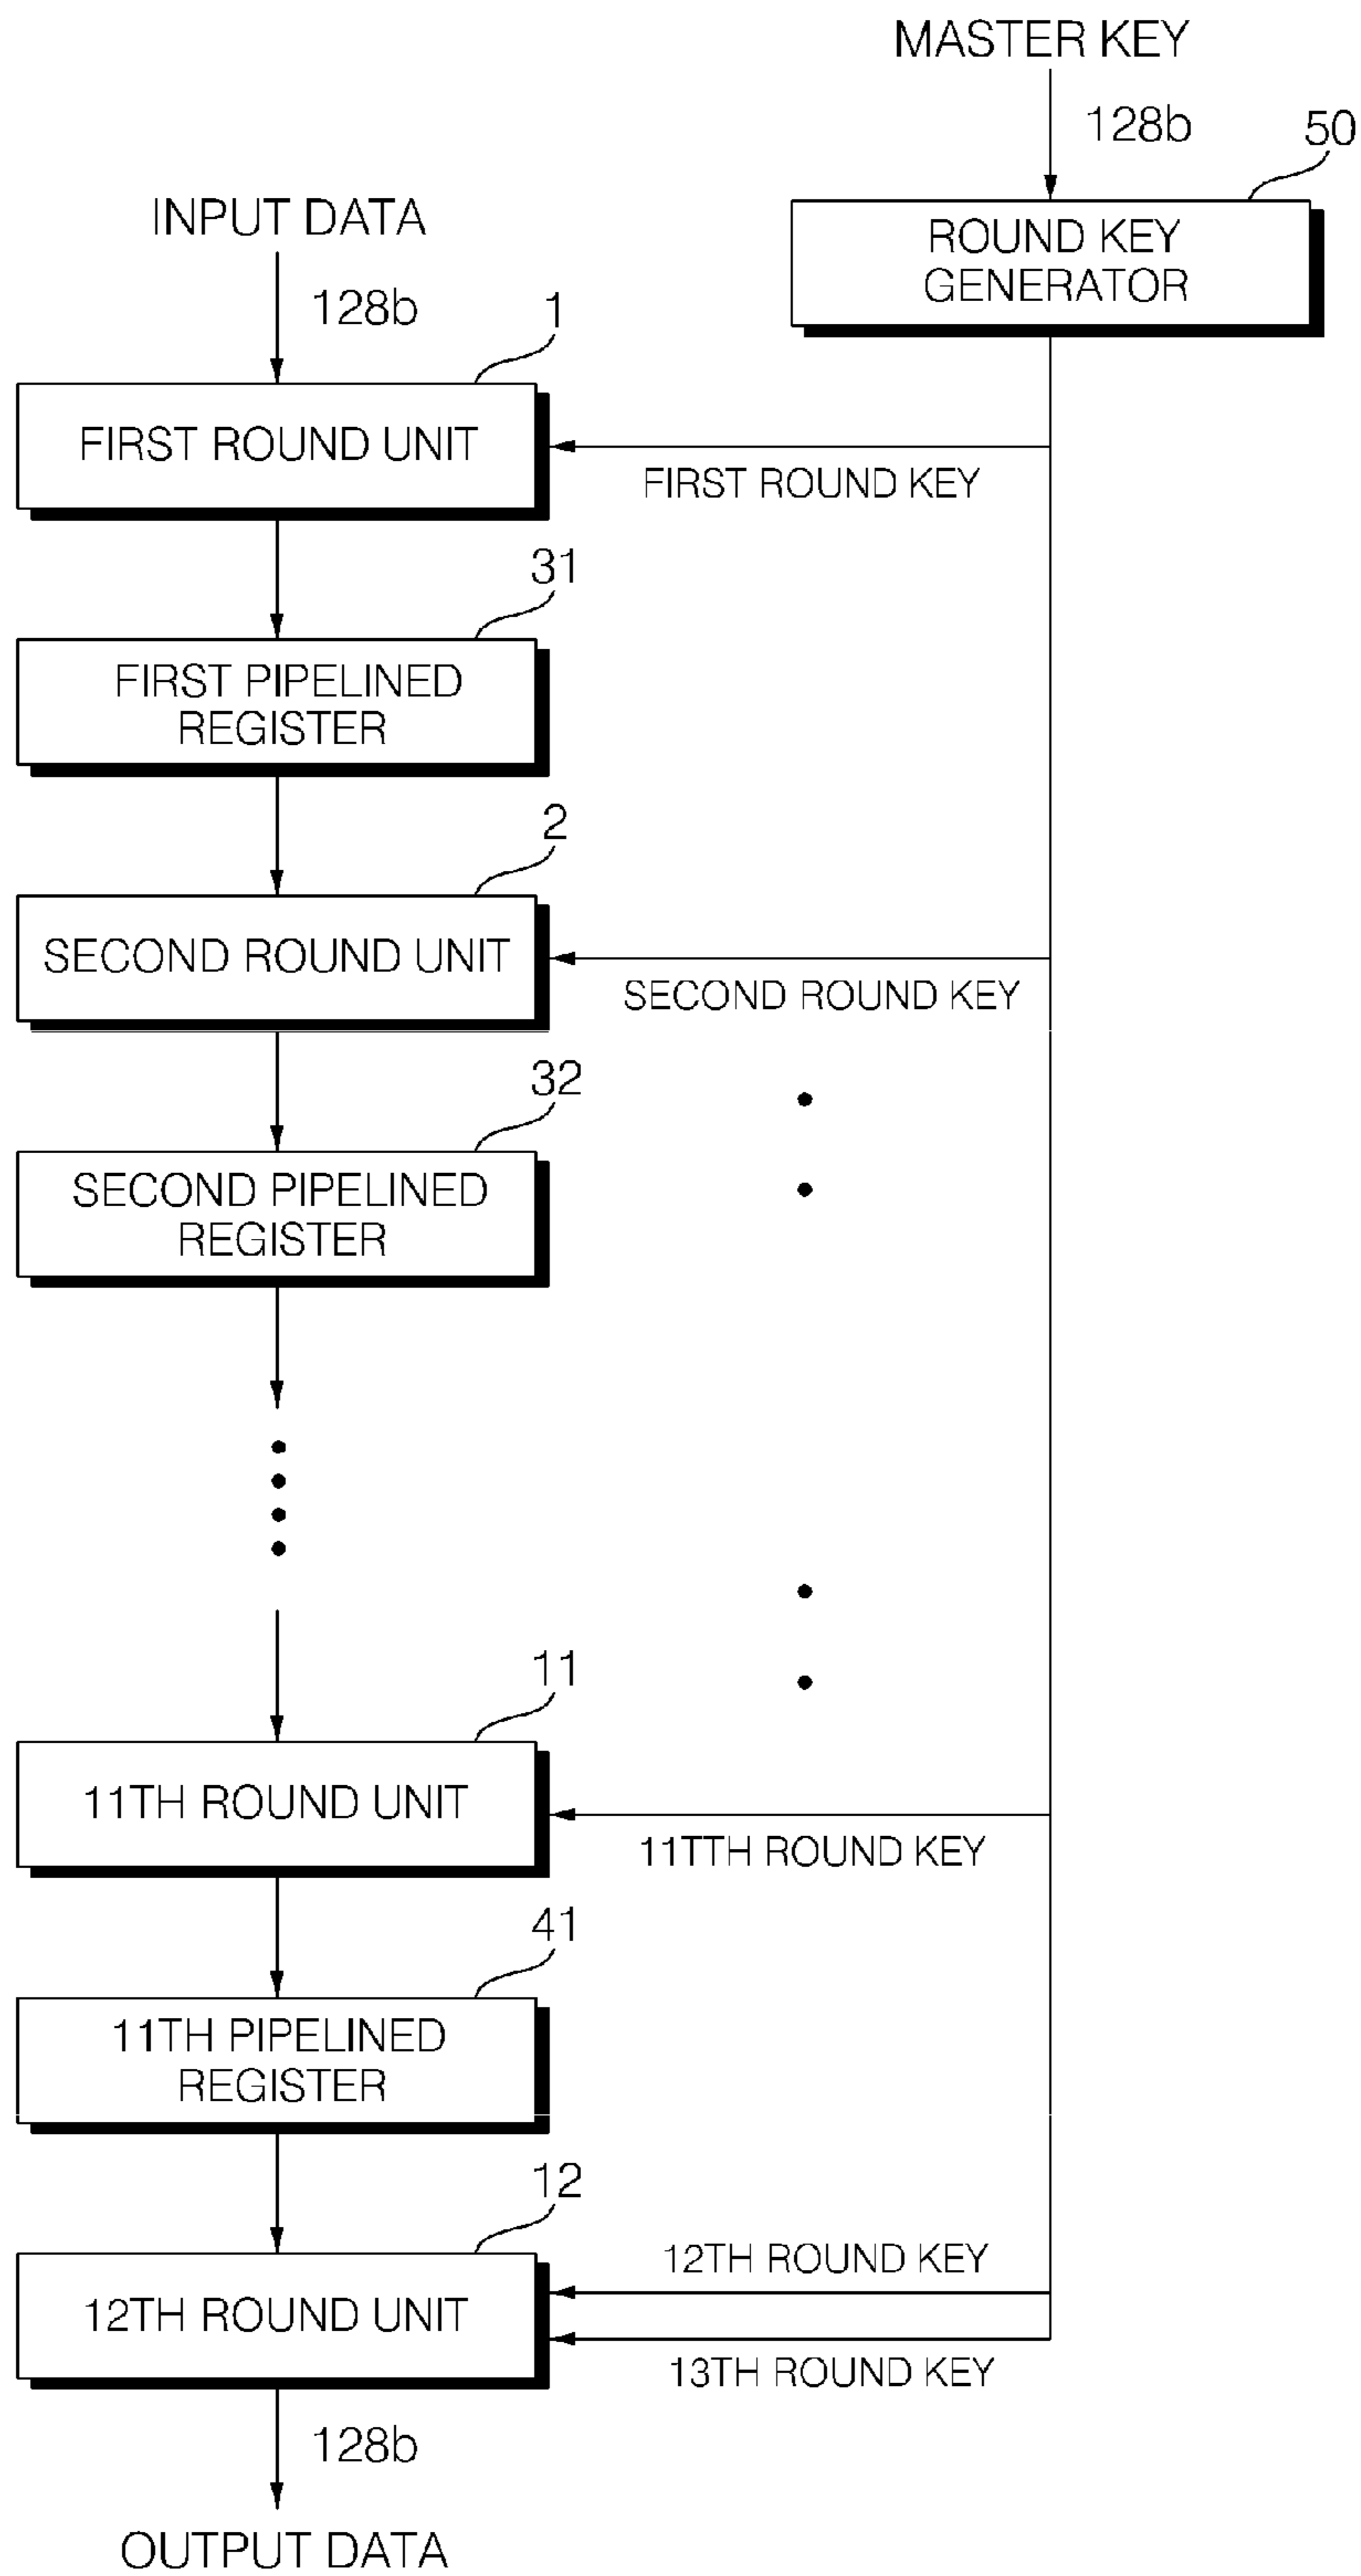 MASTER KEY
128b
50
ROUND KEY
GENERATOR
INPUT DATA
128b
1
FIRST ROUND UNIT
FIRST ROUND KEY
31
FIRST PIPELINED
REGISTER
2
SECOND ROUND UNIT
SECOND ROUND KEY
32
SECOND PIPELINED
REGISTER
11
11TH ROUND UNIT
11TTH ROUND KEY
41
11TH PIPELINED
REGISTER
12
12TH ROUND KEY
12TH ROUND UNIT
13TH ROUND KEY
128b
OUTPUT DATA